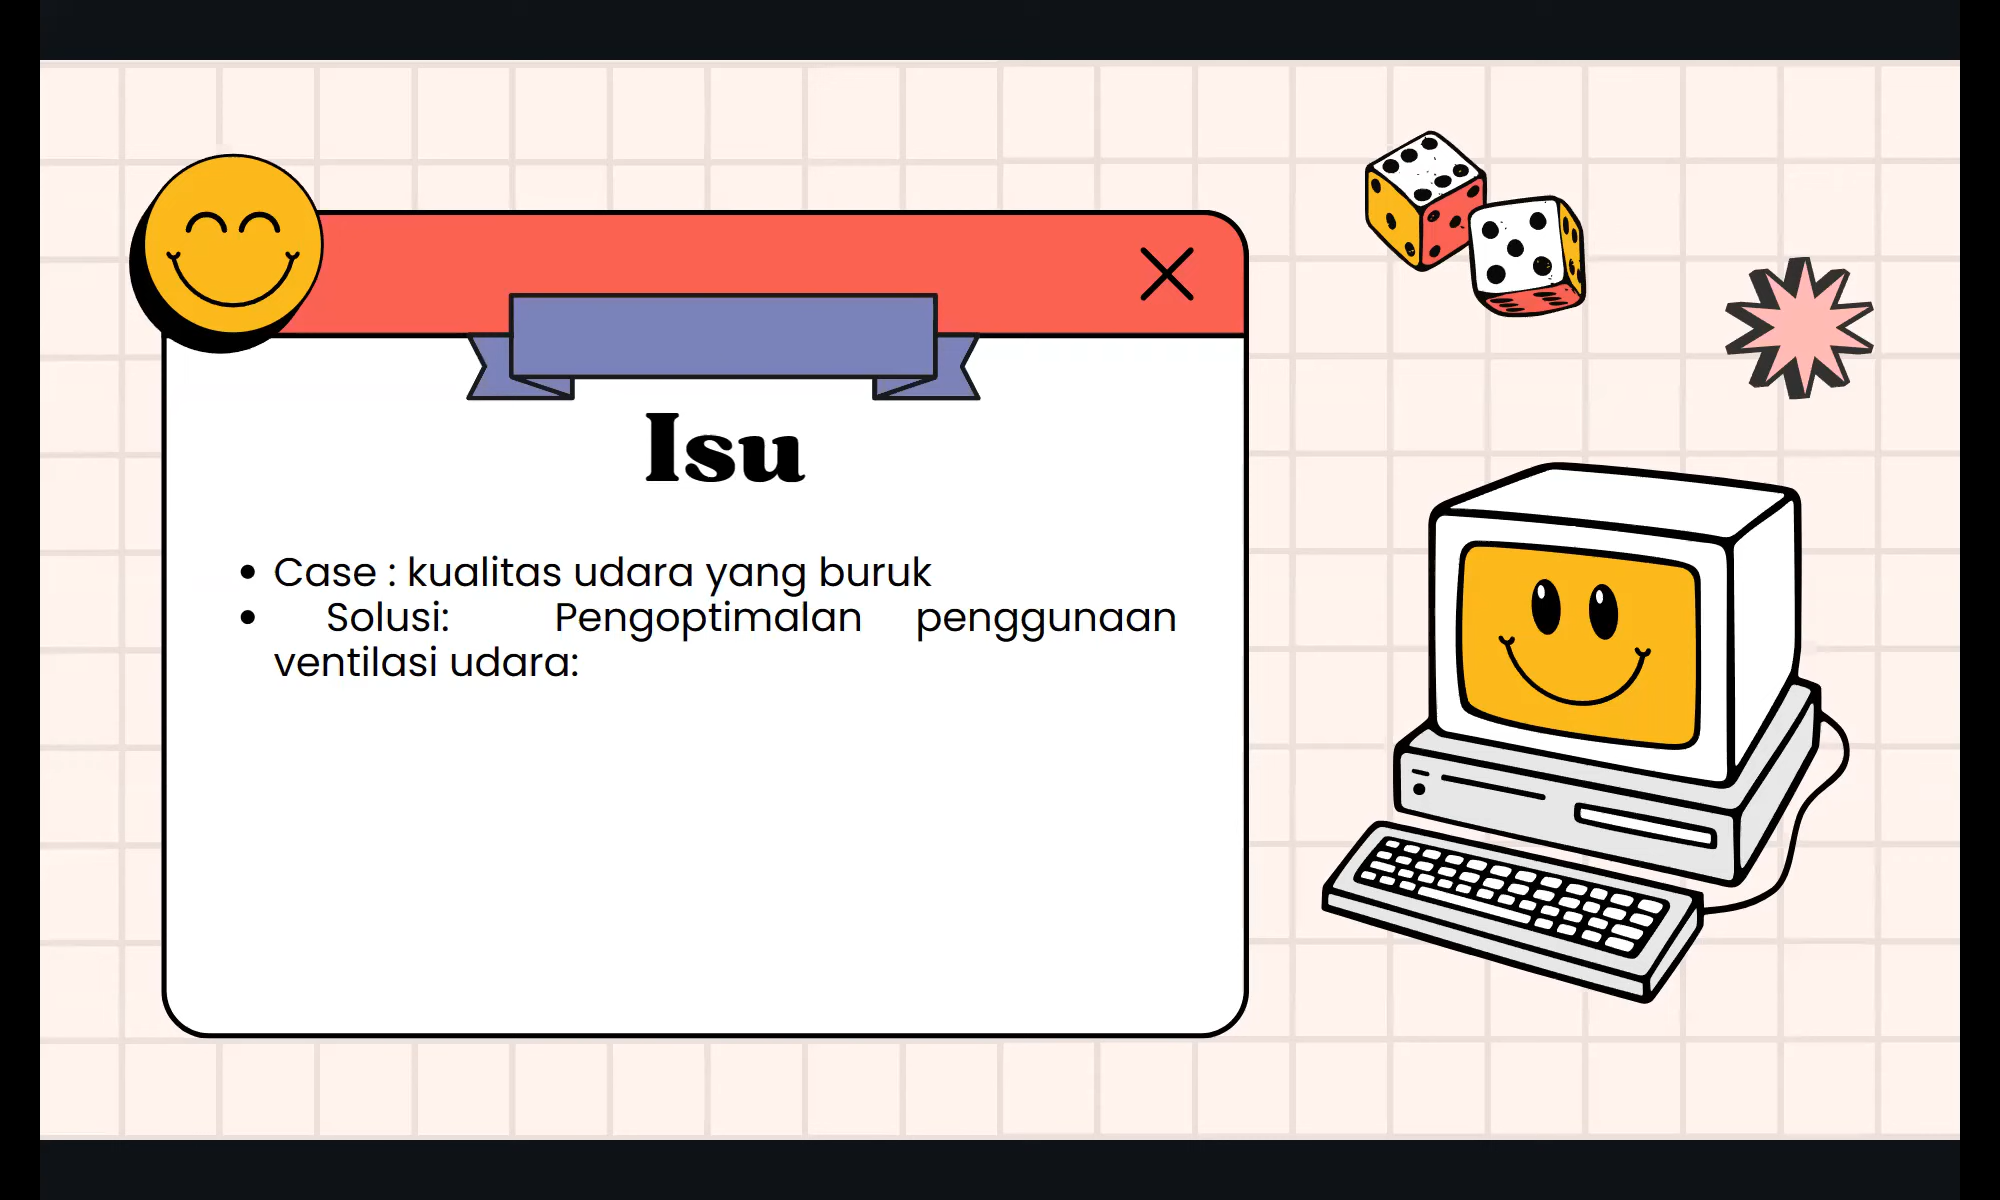 Isu
• Case : kualitas udara yang buruk
• Solusi: Pengoptimalan penggunaan
ventilasi udara: